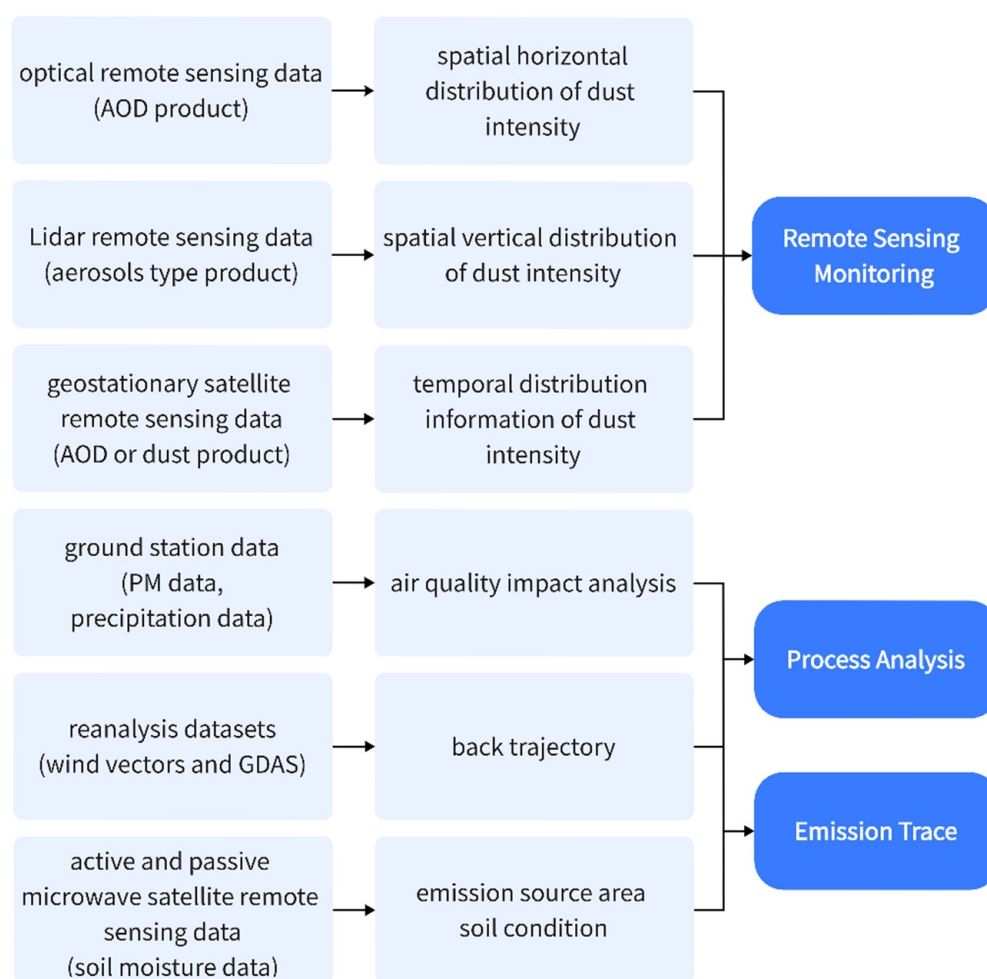 optical remote sensing data
(AOD product)
spatial horizontal
distribution of dust
intensity
Lidar remote sensing data
(aerosols type product)
spatial vertical distribution
of dust intensity
Remote Sensing
Monitoring
geostationary satellite
remote sensing data
(AOD or dust product)
temporal distribution
information of dust
intensity
ground station data
(PM data,
precipitation data)
air quality impact analysis
Process Analysis
reanalysis datasets
(wind vectors and GDAS)
back trajectory
Emission Trace
active and passive
microwave satellite remote
sensing data
(soil moisture data)
emission source area
soil condition